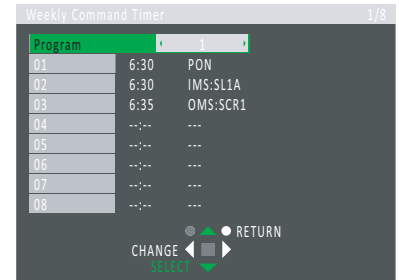 Weekly Command Timer 1/8
Program 1
01 6:30 PON
02 6:30 IMS:SL1A
03 6:35 OMS:SCR1
04 --:-- ---
05 --:-- ---
06 --:-- ---
07 --:-- ---
08 --:-- ---
RETURN
CHANGE
SELECT